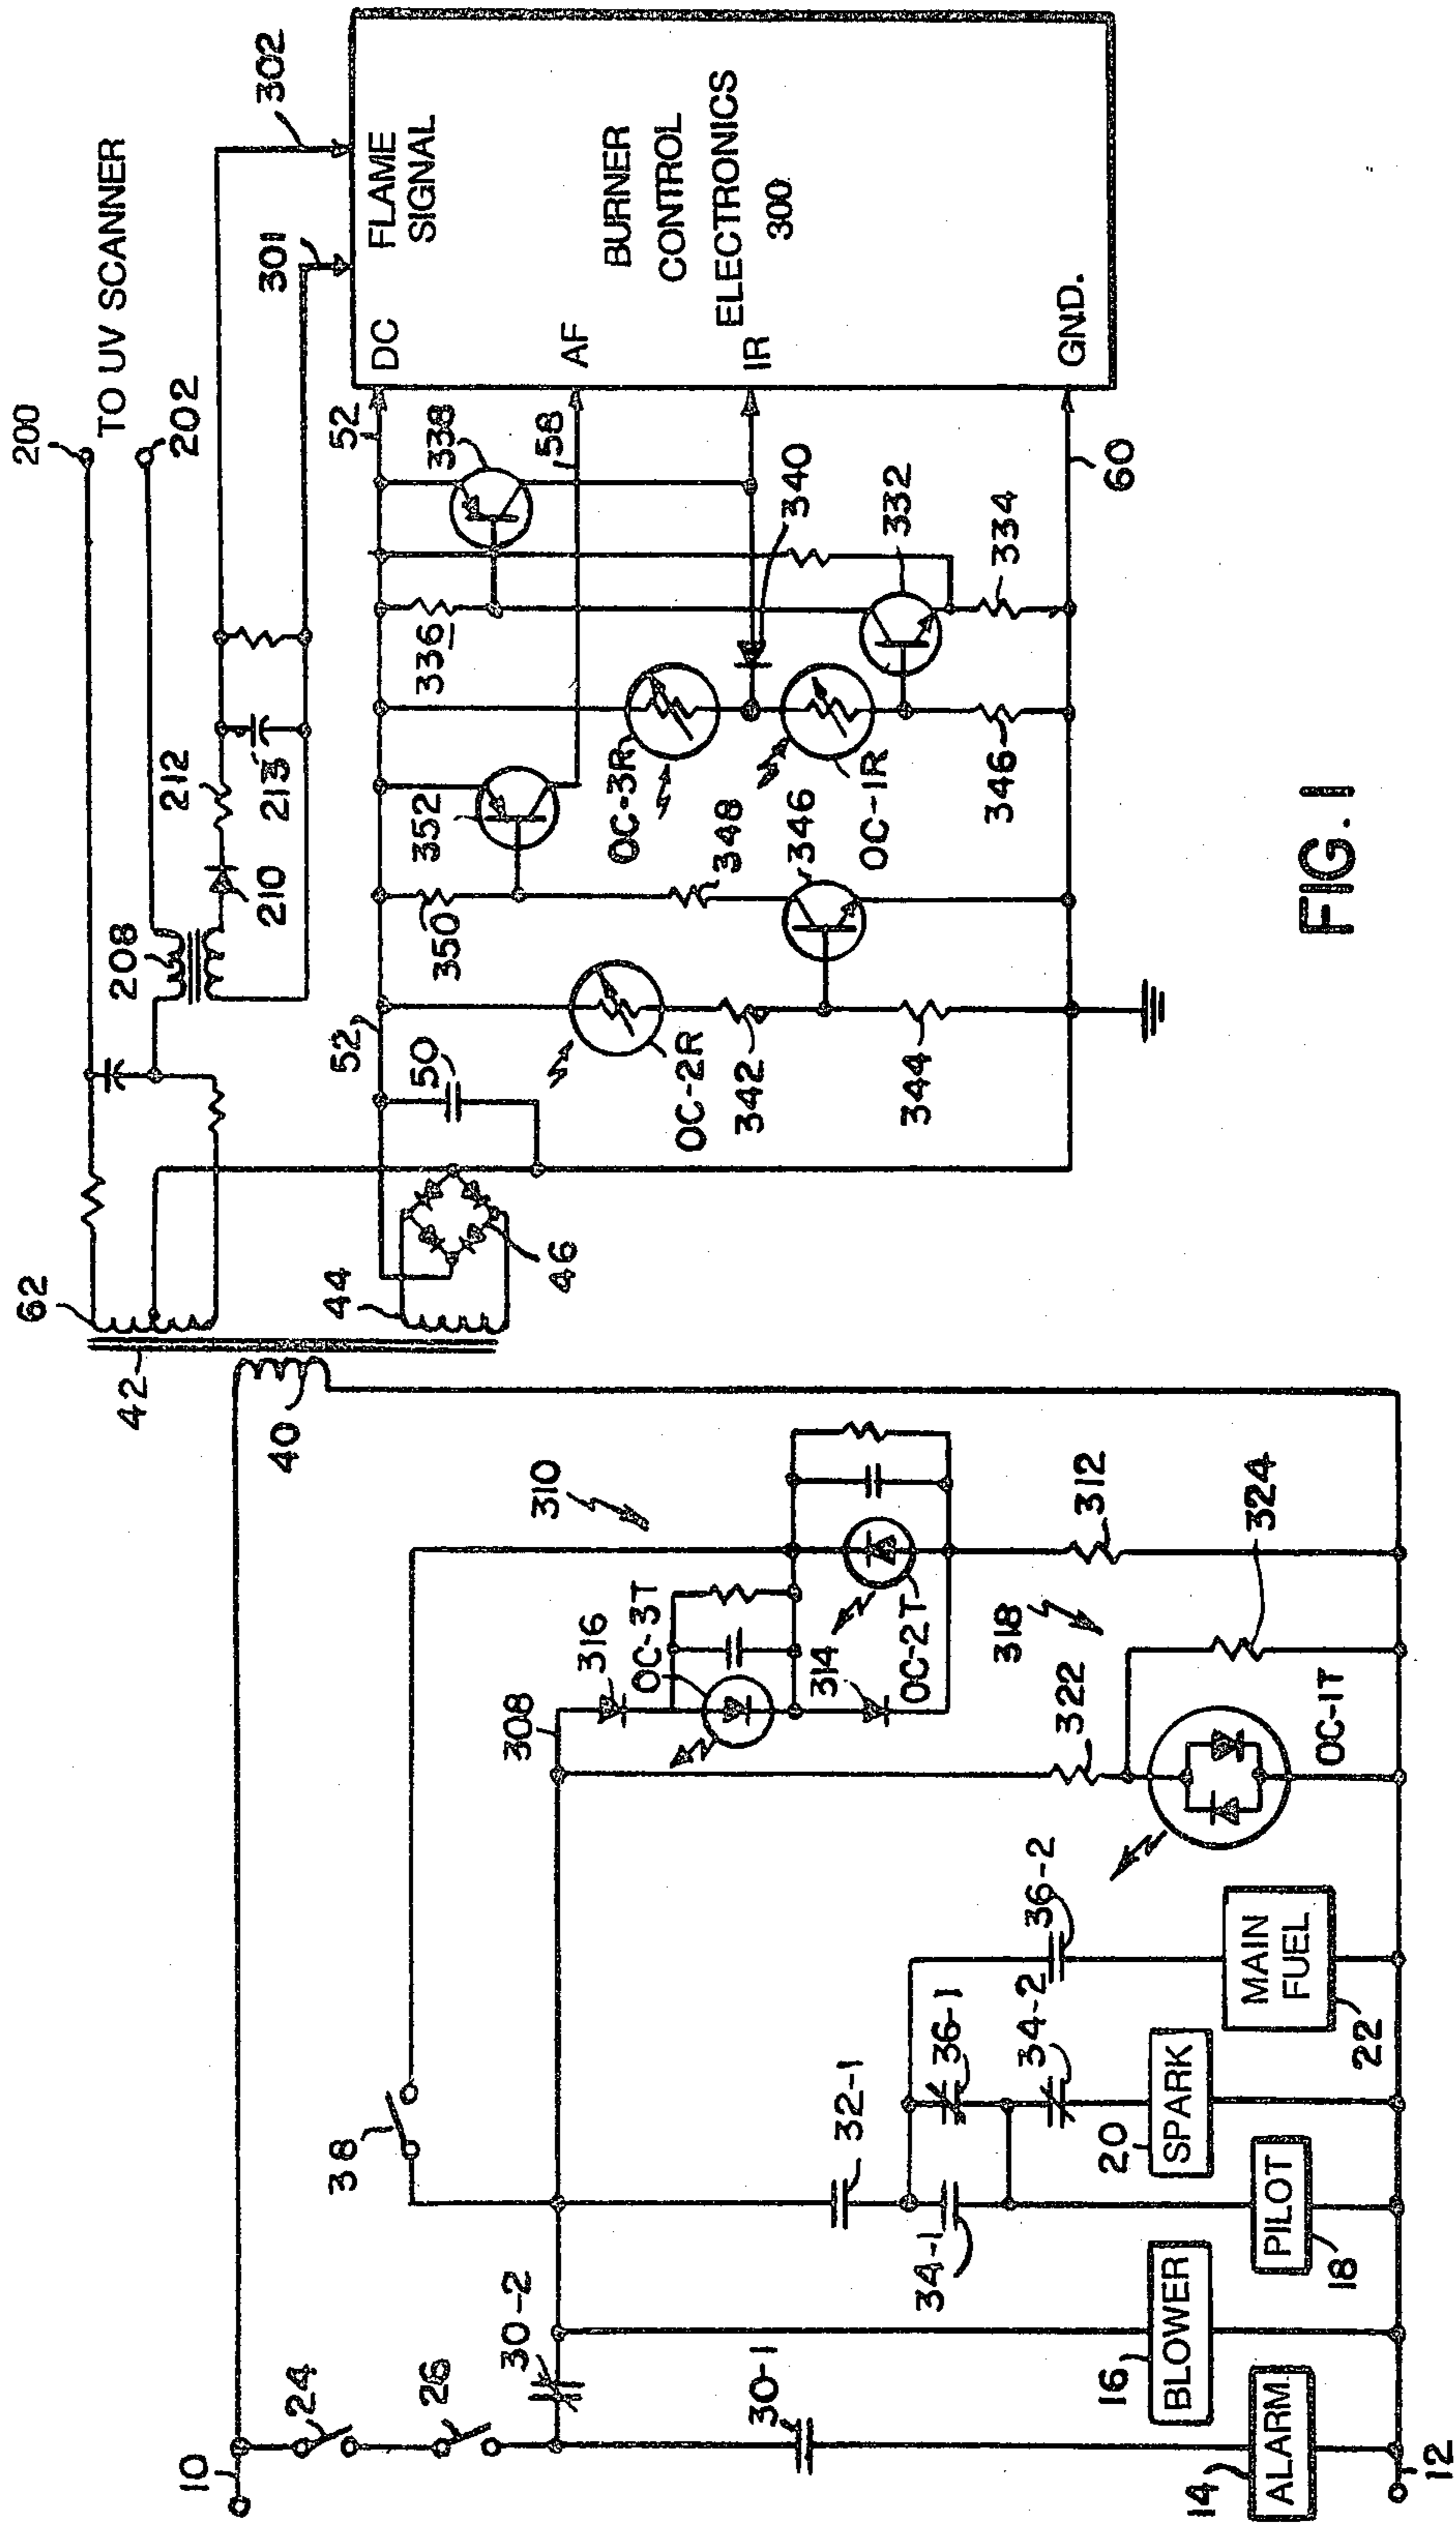 10
24
26
30-2
38
30-1
14
ALARM
12
16
BLOWER
32-1
34-1
PILOT
18
36-1
34-2
20
SPARK
36-2
MAIN
FUEL
22
308
316
OC-3T
310
314
OC-2T
312
318
322
324
OC-1T
40
42
62
44
46
50
52
208
210
212
213
200
TO UV SCANNER
202
301
302
OC-2R
342
344
350
352
348
346
OC-3R
OC-1R
346
336
338
58
340
332
334
60
52
DC
FLAME
SIGNAL
AF
IR
BURNER
CONTROL
ELECTRONICS
300
GND.
FIG. 1